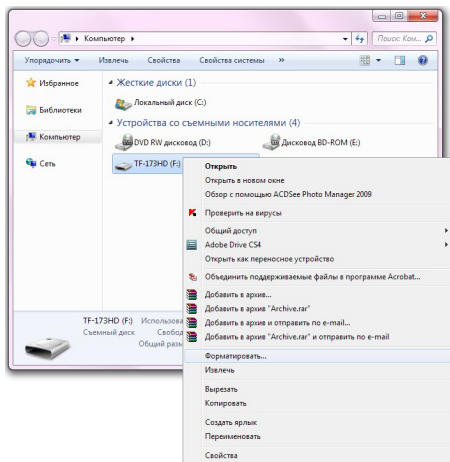 Компьютер
Поиск: Ком...
Упорядочить
Извлечь
Свойства
Свойства системы
»
Избранное
Библиотеки
Компьютер
Сеть
Жесткие диски (1)
Локальный диск (C:)
Устройства со съемными носителями (4)
DVD RW дисковод (D:)
Дисковод BD-ROM (E:)
TF-173HD (F:)
Открыть
Открыть в новом окне
Обзор с помощью ACDSee Photo Manager 2009
Проверить на вирусы
Общий доступ
Adobe Drive CS4
Открыть как переносное устройство
Объединить поддерживаемые файлы в программе Acrobat...
Добавить в архив...
Добавить в архив "Archive.rar"
Добавить в архив и отправить по e-mail...
Добавить в архив "Archive.rar" и отправить по e-mail
Форматировать...
Извлечь
Вырезать
Копировать
Создать ярлык
Переименовать
Свойства
TF-173HD (F:) Использова
Съемный диск Свобод
Общий разм